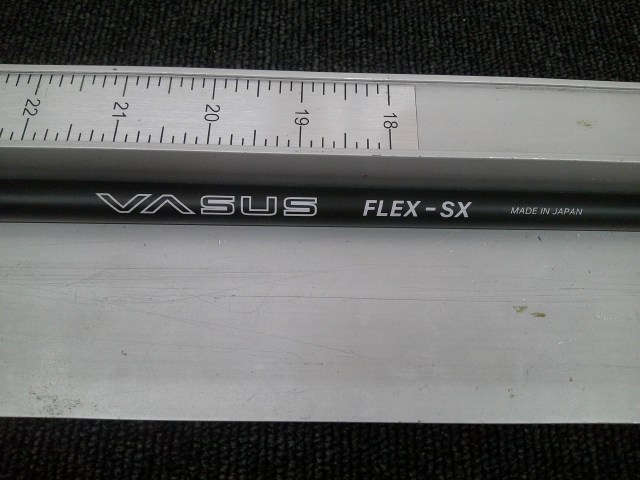 22 21 20 19 18
VASUS FLEX-SX MADE IN JAPAN